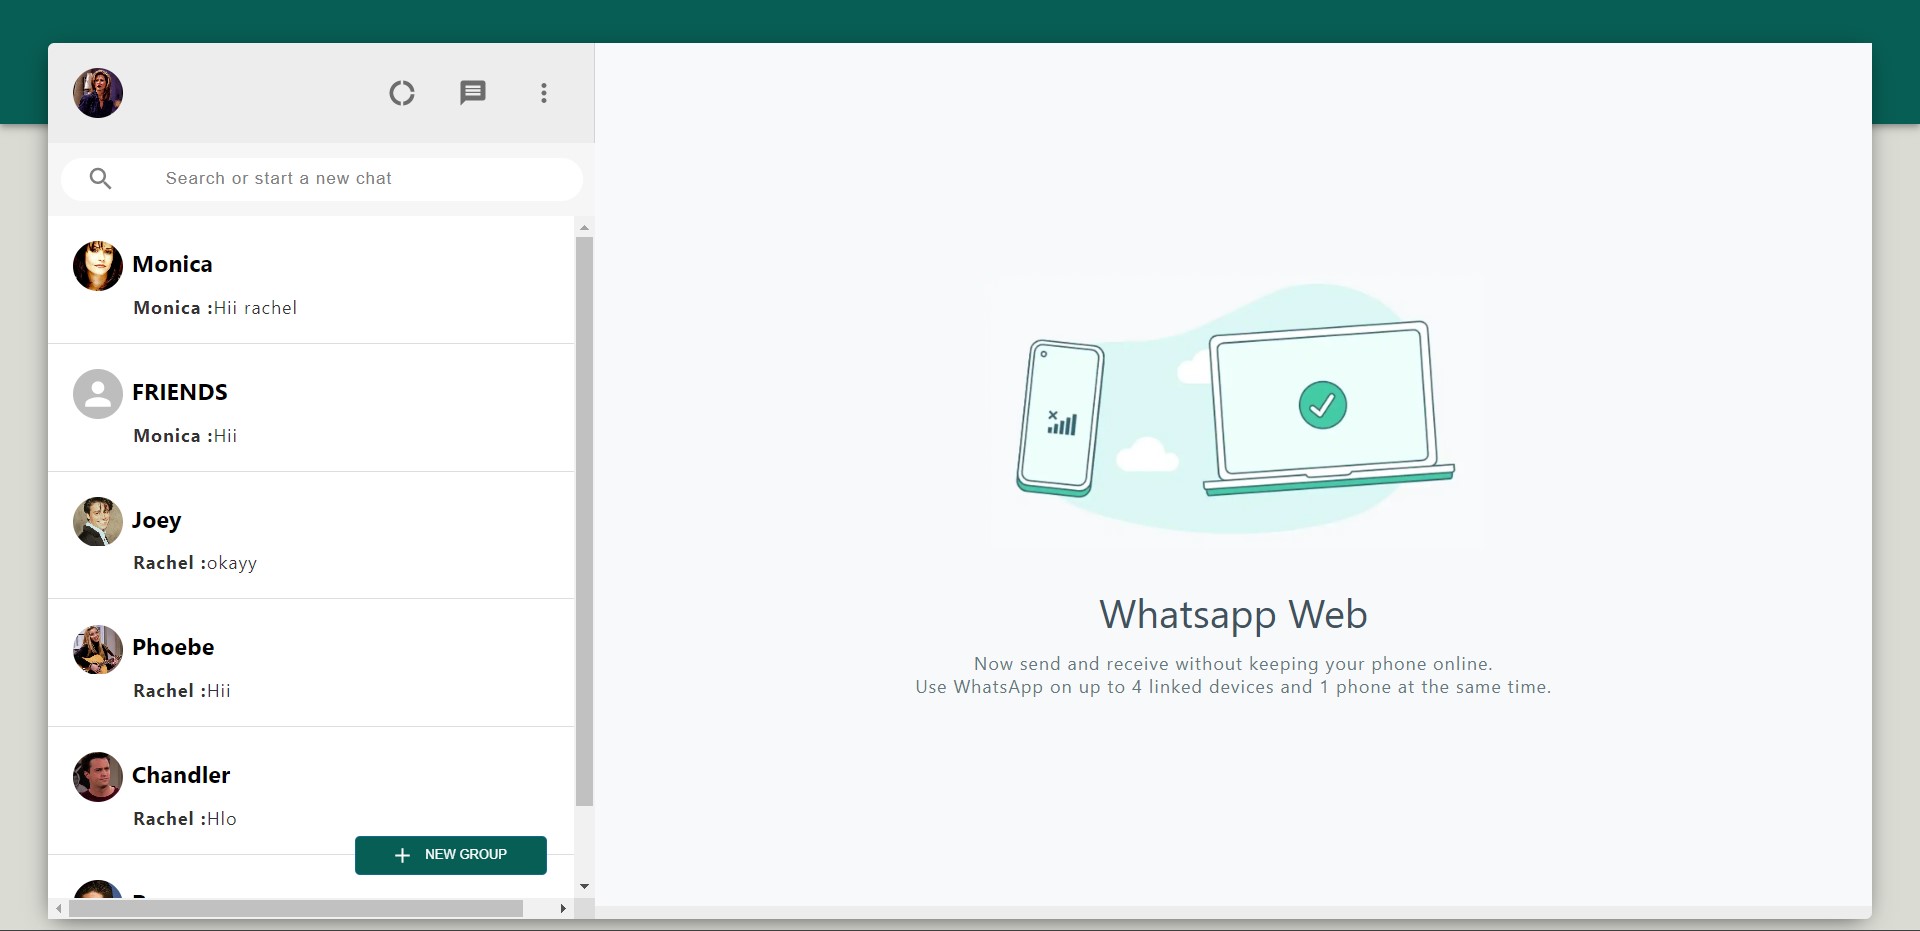 Search or start a new chat
Monica
Monica :Hii rachel
FRIENDS
Monica :Hii
Joey
Rachel :okayy
Phoebe
Rachel :Hii
Chandler
Rachel :Hlo
NEW GROUP
Whatsapp Web
Now send and receive without keeping your phone online.
Use WhatsApp on up to 4 linked devices and 1 phone at the same time.